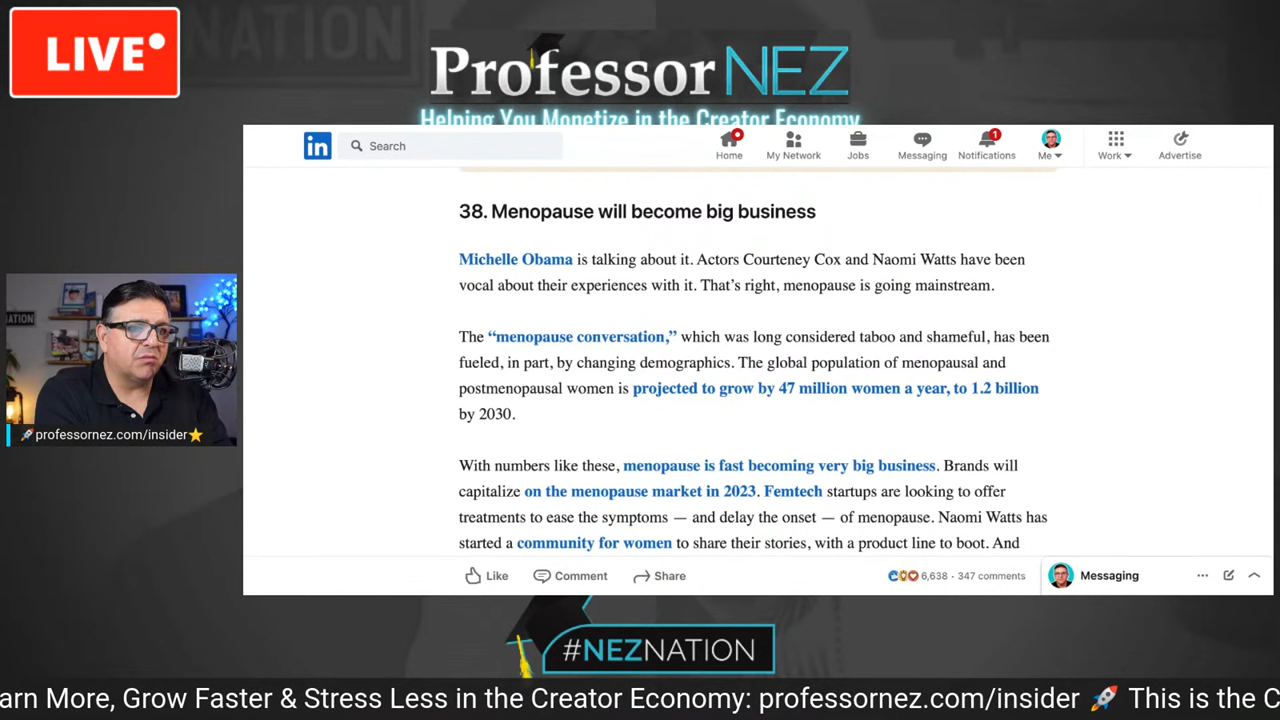 LIVE
NATION
Professor NEZ
Helping You Monetize in the Creator Economy
in
Search
Home
My Network
Jobs
Messaging
1
Notifications
Me
Work
Advertise
38. Menopause will become big business
Michelle Obama is talking about it. Actors Courteney Cox and Naomi Watts have been
vocal about their experiences with it. That’s right, menopause is going mainstream.
The “menopause conversation,” which was long considered taboo and shameful, has been
fueled, in part, by changing demographics. The global population of menopausal and
postmenopausal women is projected to grow by 47 million women a year, to 1.2 billion
by 2030.
With numbers like these, menopause is fast becoming very big business. Brands will
capitalize on the menopause market in 2023. Femtech startups are looking to offer
treatments to ease the symptoms — and delay the onset — of menopause. Naomi Watts has
started a community for women to share their stories, with a product line to boot. And
Like
Comment
Share
6,638 · 347 comments
Messaging
NATION
🚀professornez.com/insider⭐
#NEZNATION
arn More, Grow Faster & Stress Less in the Creator Economy: professornez.com/insider 🚀 This is the C